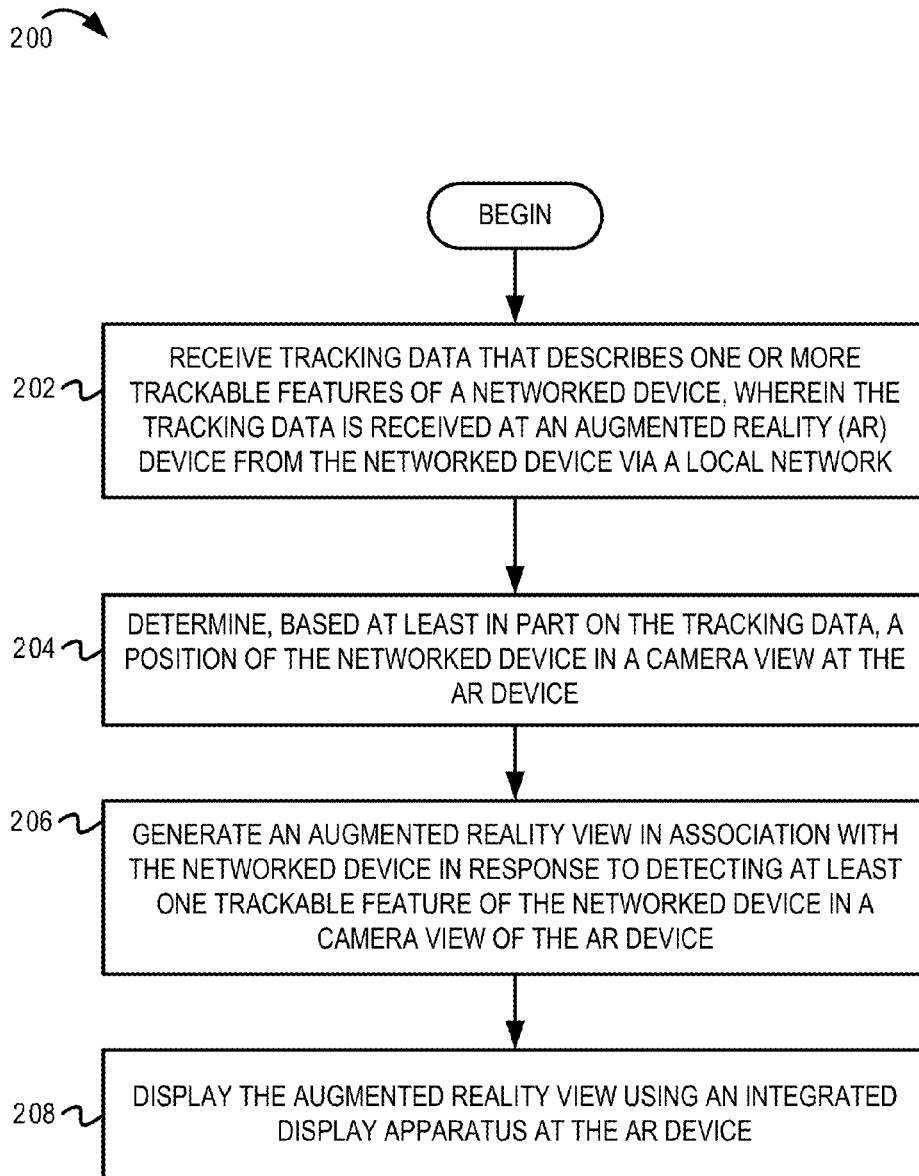 200
BEGIN
202
RECEIVE TRACKING DATA THAT DESCRIBES ONE OR MORE
TRACKABLE FEATURES OF A NETWORKED DEVICE, WHEREIN THE
TRACKING DATA IS RECEIVED AT AN AUGMENTED REALITY (AR)
DEVICE FROM THE NETWORKED DEVICE VIA A LOCAL NETWORK
204
DETERMINE, BASED AT LEAST IN PART ON THE TRACKING DATA, A
POSITION OF THE NETWORKED DEVICE IN A CAMERA VIEW AT THE
AR DEVICE
206
GENERATE AN AUGMENTED REALITY VIEW IN ASSOCIATION WITH
THE NETWORKED DEVICE IN RESPONSE TO DETECTING AT LEAST
ONE TRACKABLE FEATURE OF THE NETWORKED DEVICE IN A
CAMERA VIEW OF THE AR DEVICE
208
DISPLAY THE AUGMENTED REALITY VIEW USING AN INTEGRATED
DISPLAY APPARATUS AT THE AR DEVICE